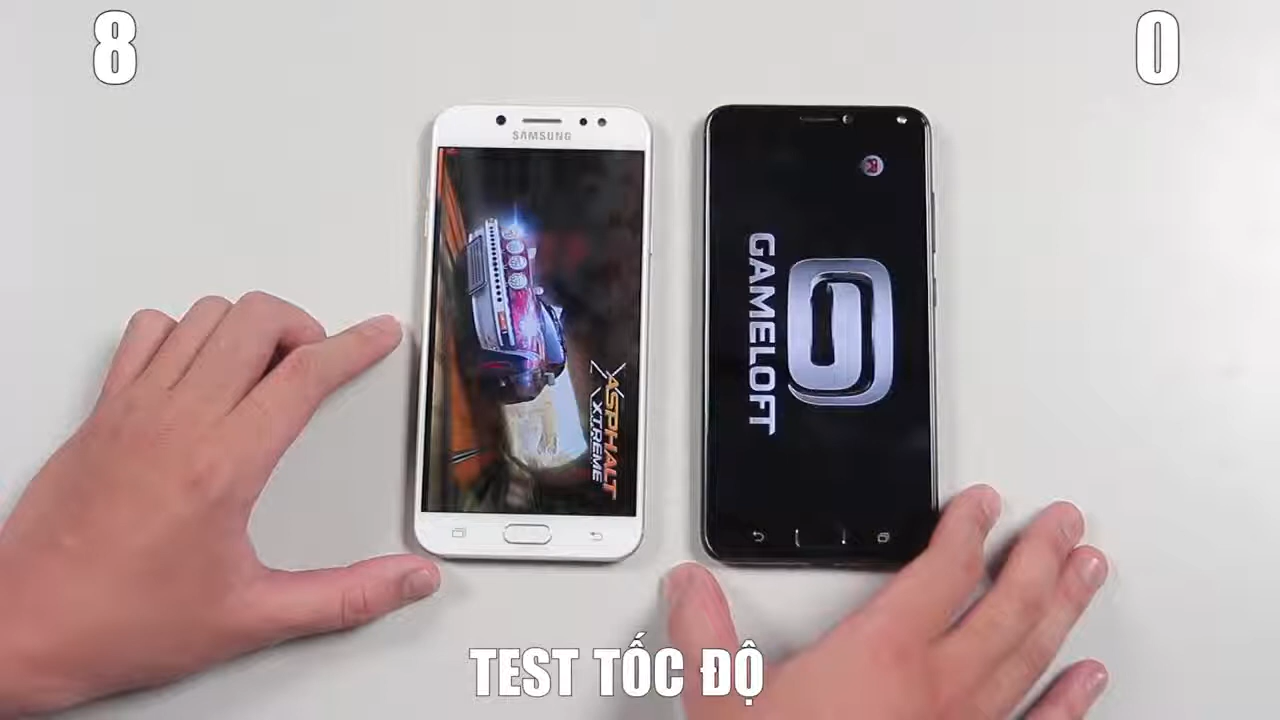 8
0
SAMSUNG
ASPHALT
XTREME
GAMELOFT
TEST TỐC ĐỘ